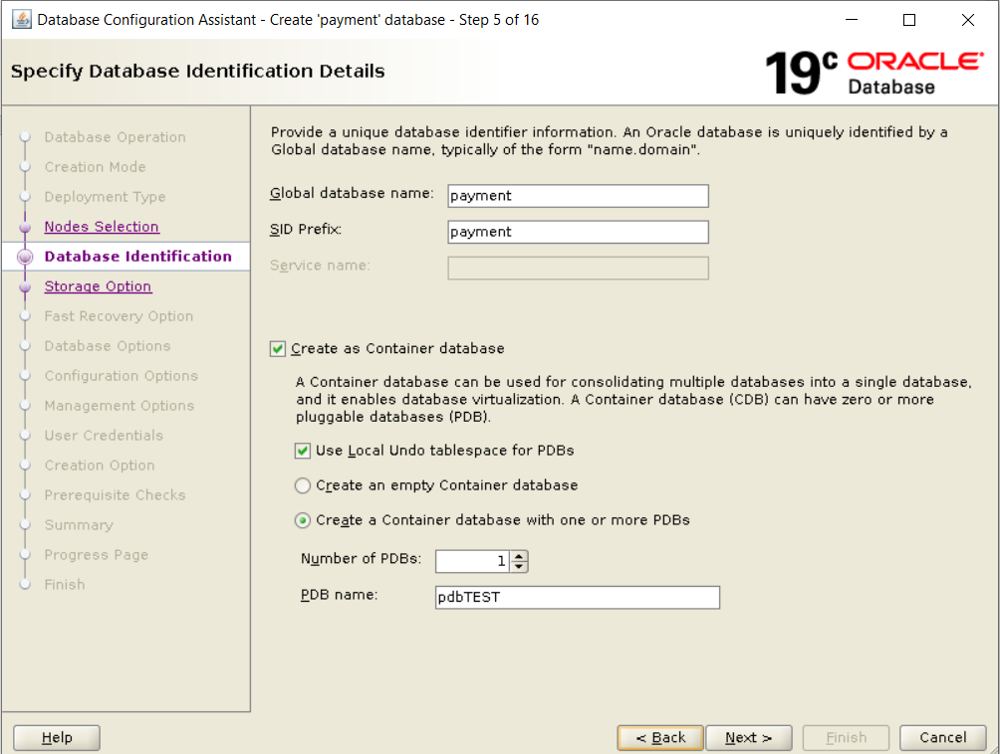 Database Configuration Assistant - Create 'payment' database - Step 5 of 16
Specify Database Identification Details
19c ORACLE
Database
Database Operation
Creation Mode
Deployment Type
Nodes Selection
Database Identification
Storage Option
Fast Recovery Option
Database Options
Configuration Options
Management Options
User Credentials
Creation Option
Prerequisite Checks
Summary
Progress Page
Finish
Provide a unique database identifier information. An Oracle database is uniquely identified by a
Global database name, typically of the form "name.domain".
Global database name: payment
SID Prefix: payment
Service name:
Create as Container database
A Container database can be used for consolidating multiple databases into a single database,
and it enables database virtualization. A Container database (CDB) can have zero or more
pluggable databases (PDB).
Use Local Undo tablespace for PDBs
Create an empty Container database
Create a Container database with one or more PDBs
Number of PDBs: 1
PDB name: pdbTEST
Help
< Back
Next >
Finish
Cancel